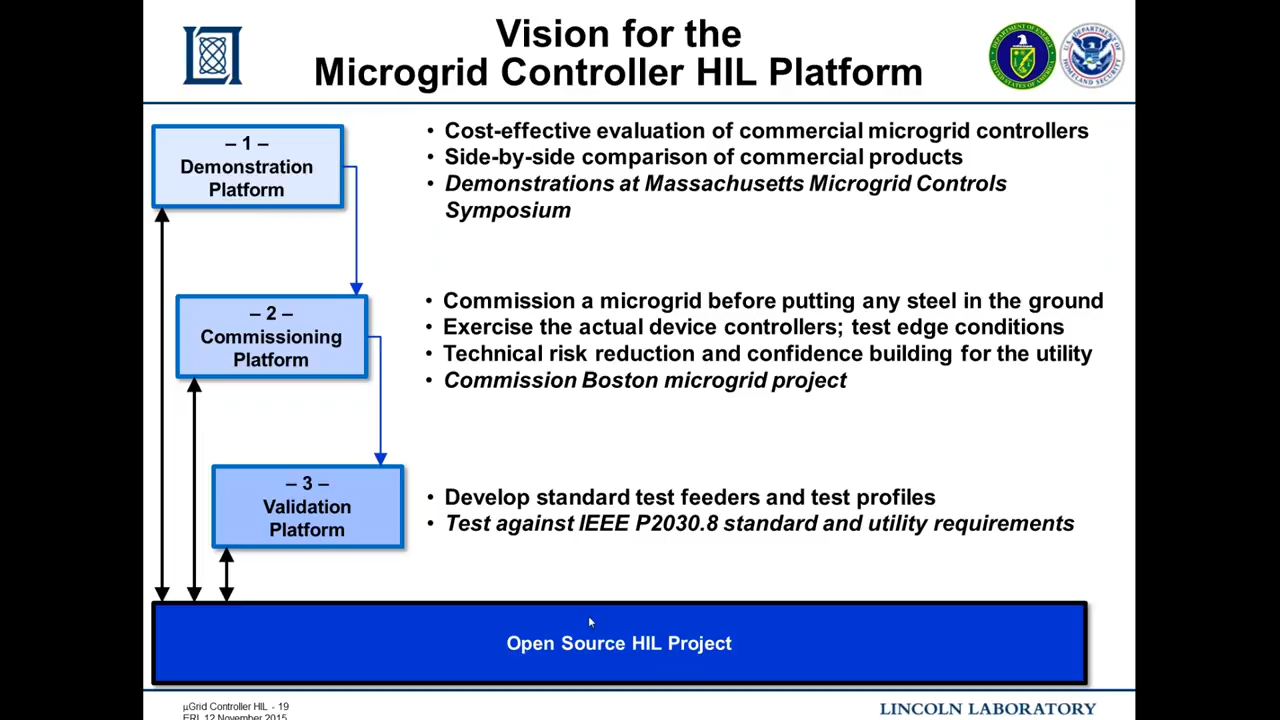 Vision for the
Microgrid Controller HIL Platform
– 1 –
Demonstration
Platform
• Cost-effective evaluation of commercial microgrid controllers
• Side-by-side comparison of commercial products
• Demonstrations at Massachusetts Microgrid Controls
Symposium
– 2 –
Commissioning
Platform
• Commission a microgrid before putting any steel in the ground
• Exercise the actual device controllers; test edge conditions
• Technical risk reduction and confidence building for the utility
• Commission Boston microgrid project
– 3 –
Validation
Platform
• Develop standard test feeders and test profiles
• Test against IEEE P2030.8 standard and utility requirements
Open Source HIL Project
µGrid Controller HIL - 19
ERL 12 November 2015
LINCOLN LABORATORY